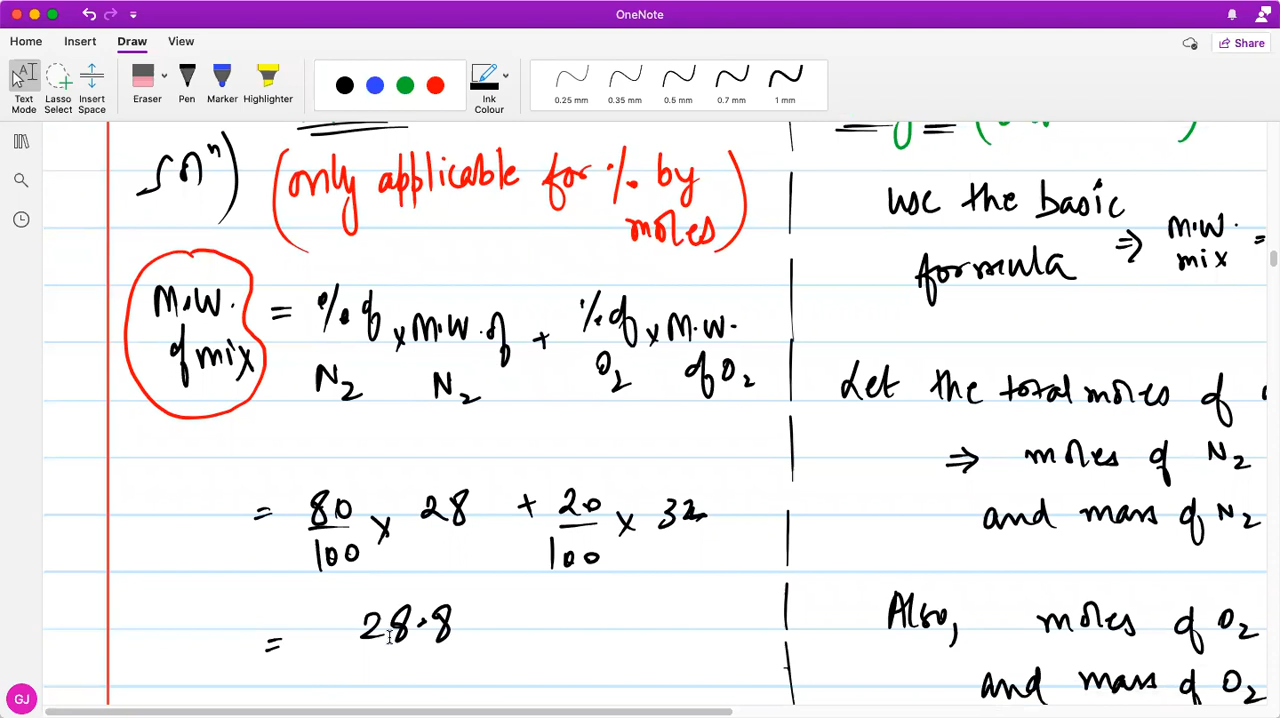 OneNote
Home Insert Draw View
Share
Text Mode
Lasso Select
Insert Space
Eraser
Pen
Marker
Highlighter
Ink Colour
0.25 mm 0.35 mm 0.5 mm 0.7 mm 1 mm
(only applicable for % by moles)
M.W. of mix = % of N2 × M.W. of N2 + % of O2 × M.W. of O2
= 80/100 × 28 + 20/100 × 32
= 28.8
use the basic
formula ⇒ M.W. mix =
Let the total moles of
⇒ moles of N2
and mass of N2
Also, moles of O2
and mass of O2
GJ